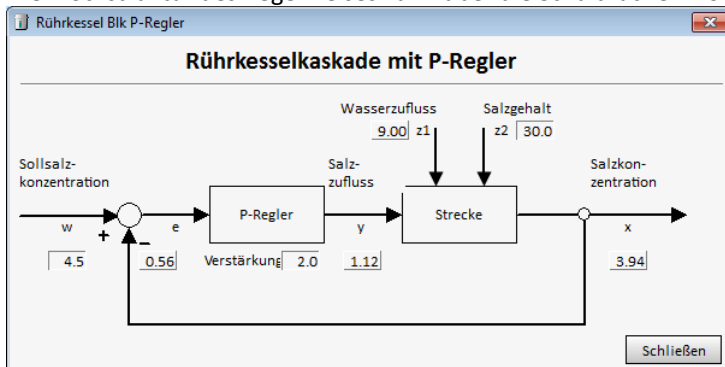 Rührkessel Blk P-Regler
Rührkesselkaskade mit P-Regler
Wasserzufluss Salzgehalt
9.00 z1 z2 30.0
Sollsalz-
konzentration
Salz-
zufluss
Salzkon-
zentration
P-Regler
Strecke
w + e y x
−
4.5 0.56 Verstärkung 2.0 1.12 3.94
Schließen